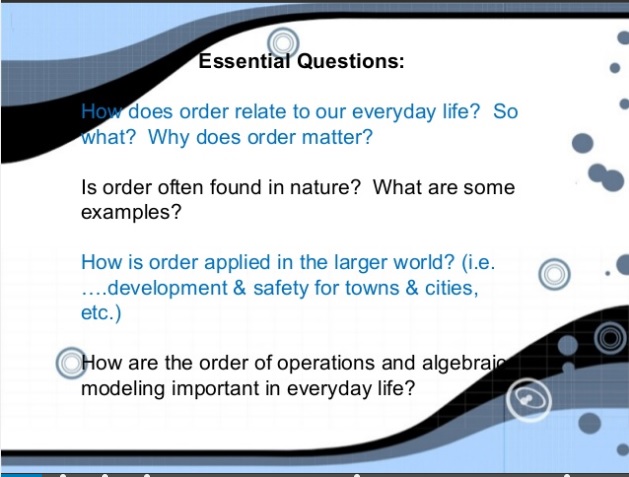 Essential Questions:
How does order relate to our everyday life?  So
what?  Why does order matter?
Is order often found in nature?  What are some
examples?
How is order applied in the larger world? (i.e.
….development & safety for towns & cities,
etc.)
How are the order of operations and algebraic
modeling important in everyday life?